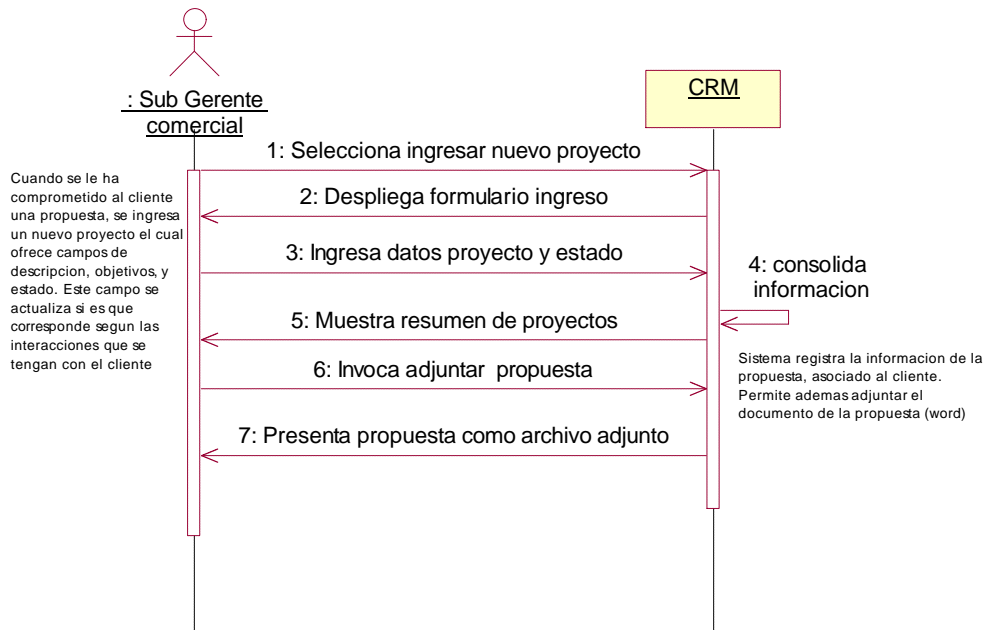 : Sub Gerente
comercial
CRM
1: Selecciona ingresar nuevo proyecto
Cuando se le ha
comprometido al cliente
una propuesta, se ingresa
un nuevo proyecto el cual
ofrece campos de
descripcion, objetivos, y
estado. Este campo se
actualiza si es que
corresponde segun las
interacciones que se
tengan con el cliente
2: Despliega formulario ingreso
3: Ingresa datos proyecto y estado
4: consolida
informacion
5: Muestra resumen de proyectos
Sistema registra la informacion de la
propuesta, asociado al cliente.
Permite ademas adjuntar el
documento de la propuesta (word)
6: Invoca adjuntar propuesta
7: Presenta propuesta como archivo adjunto